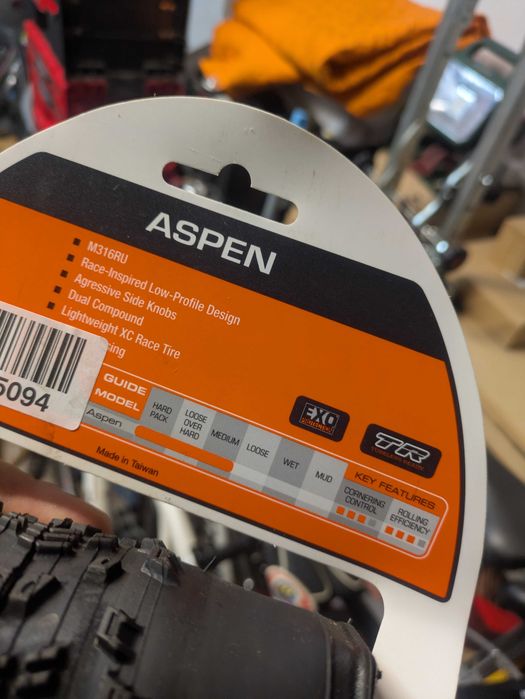 ASPEN
M316RU
Race-Inspired Low-Profile Design
Agressive Side Knobs
Dual Compound
Lightweight XC Race Tire
5094
GUIDE
MODEL
HARD
PACK
LOOSE
OVER
HARD
MEDIUM
LOOSE
WET
MUD
Aspen
EXO
TR
TUBELESS READY
KEY FEATURES
CORNERING
CONTROL
ROLLING
EFFICIENCY
Made in Taiwan